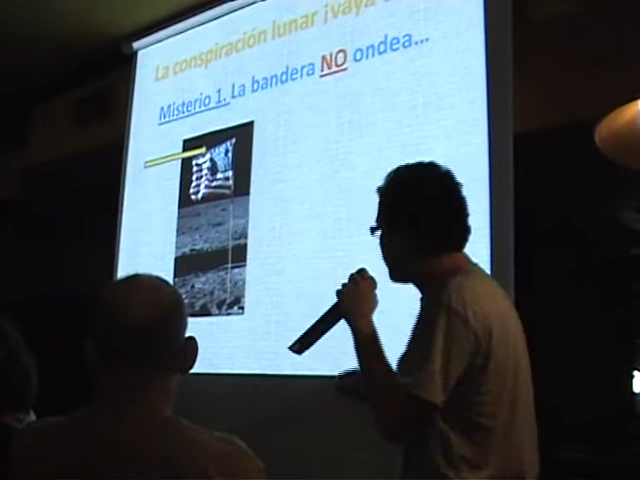 La conspiración lunar ¡vaya
Misterio 1. La bandera NO ondea...